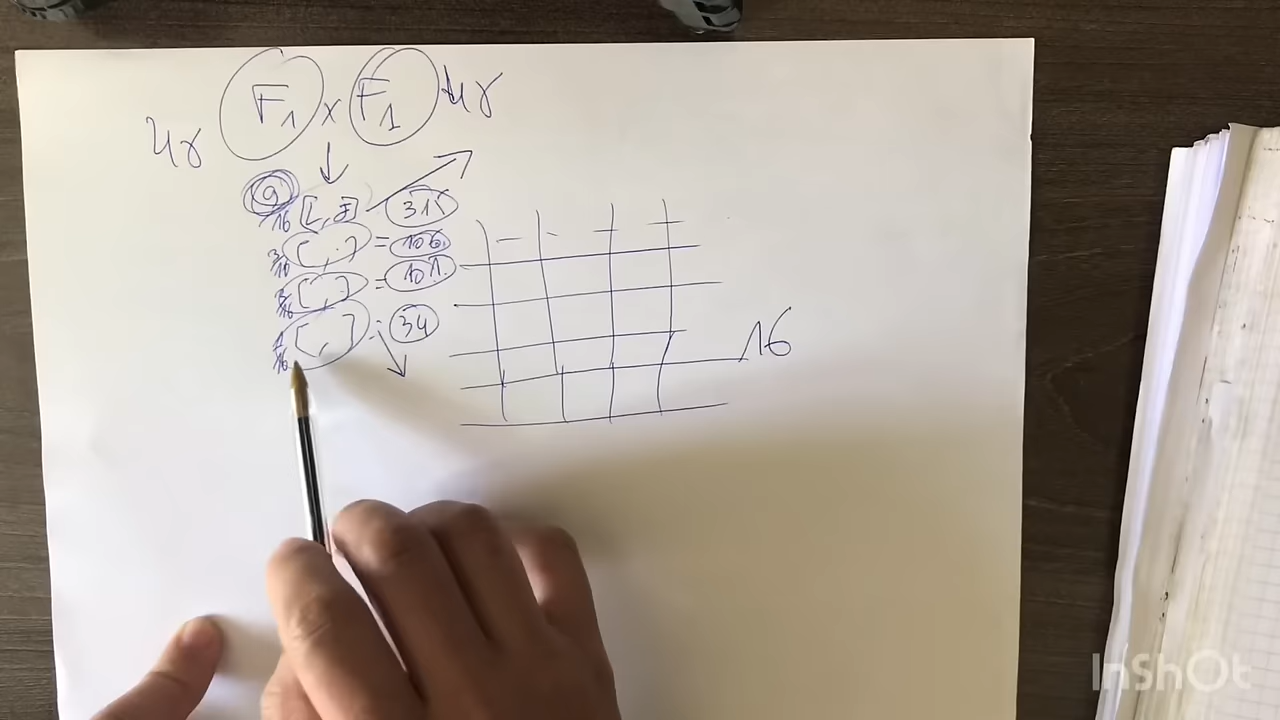 4γ F₁ x F₁ 4γ
9/16 [ , ] 315
3/16 [ , ] = 108
3/16 [ , ] = 101
1/16 [ , ] = 34
16
InShOt